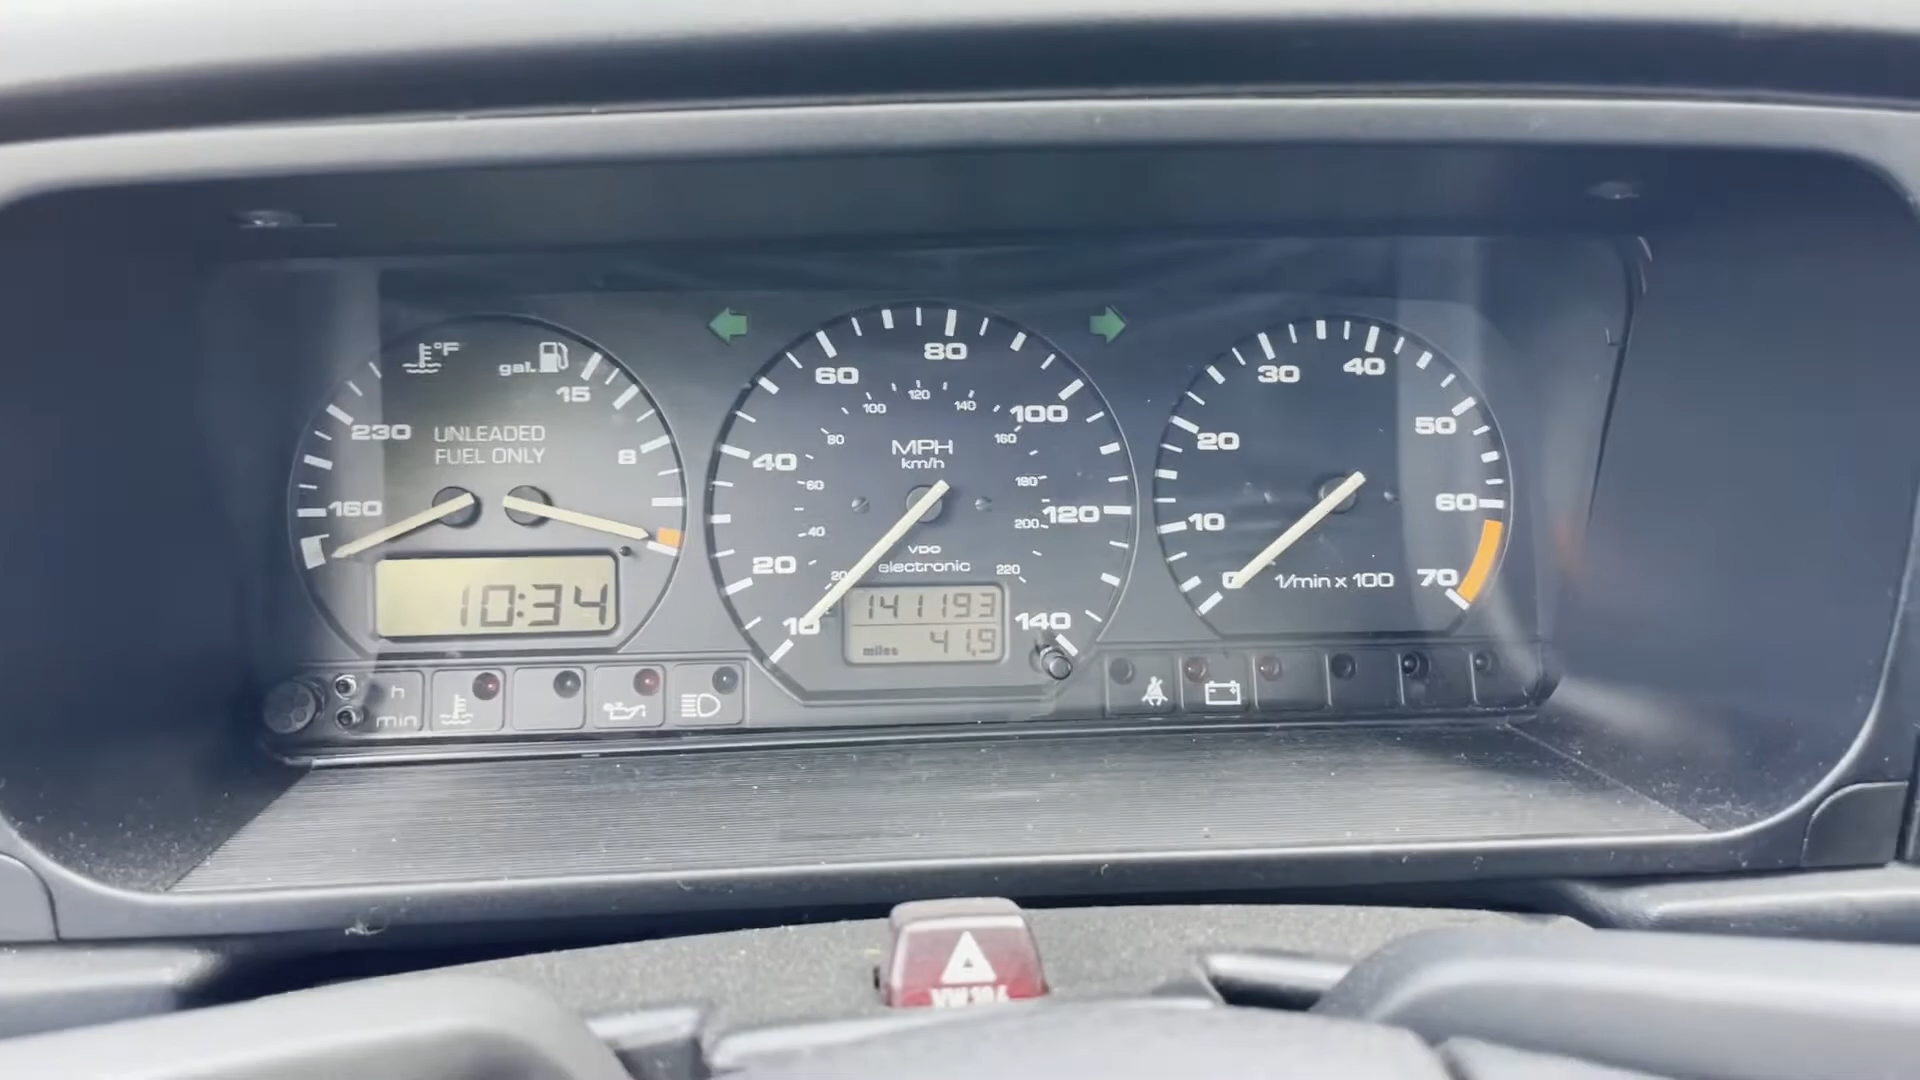 °F
gal.
15
230
UNLEADED
FUEL ONLY
8
160
10:34
80
60
100
120
140
100
80
160
MPH
km/h
40
60
180
40
200
120
VDO
electronic
20
20
220
141193
miles 41,9
10
140
30
40
20
50
60
10
0
1/min x 100
70
h
min